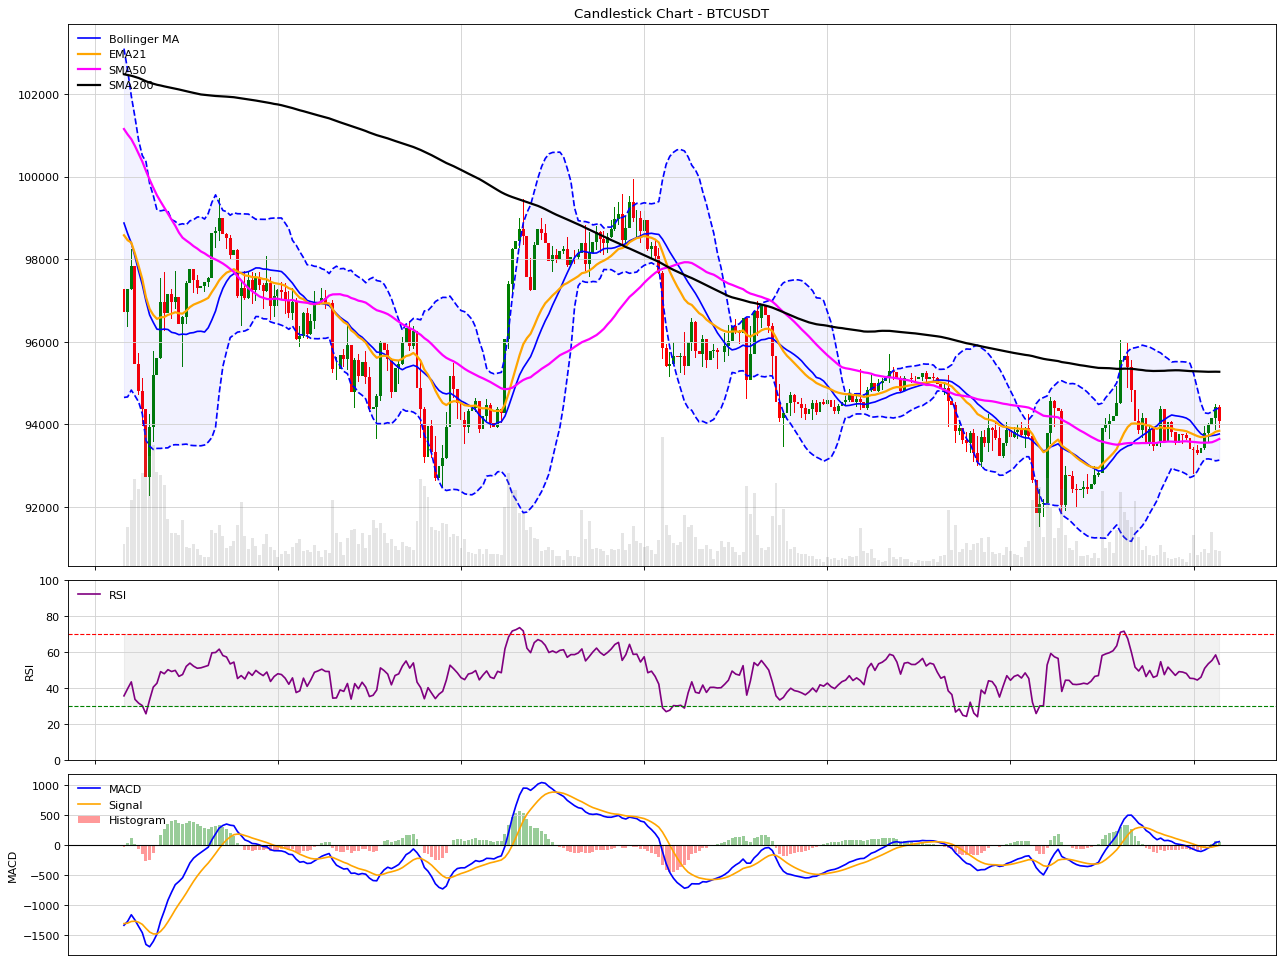 Candlestick Chart - BTCUSDT
Bollinger MA
EMA21
SMA50
SMA200
102000
100000
98000
96000
94000
92000
RSI
100
80
60
40
20
0
RSI
MACD
Signal
Histogram
1000
500
0
−500
−1000
−1500
MACD